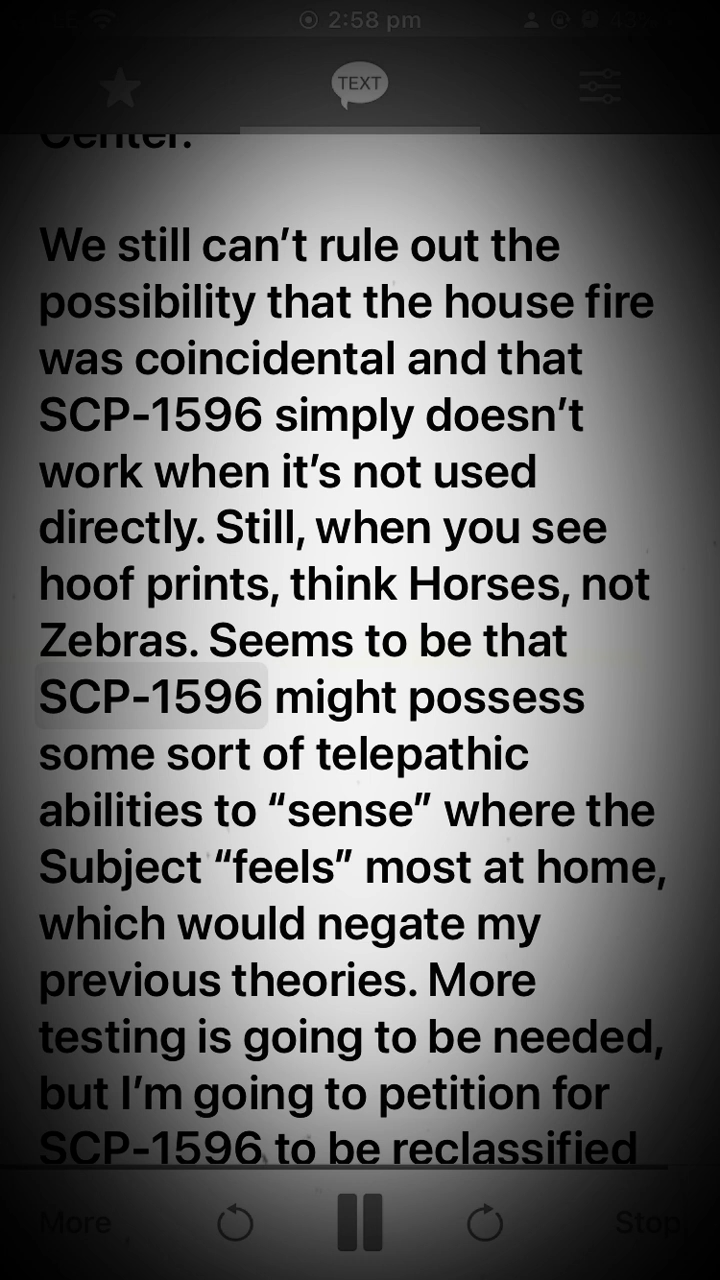 2:58 pm
TEXT
Center.
We still can’t rule out the
possibility that the house fire
was coincidental and that
SCP-1596 simply doesn’t
work when it’s not used
directly. Still, when you see
hoof prints, think Horses, not
Zebras. Seems to be that
SCP-1596 might possess
some sort of telepathic
abilities to “sense” where the
Subject “feels” most at home,
which would negate my
previous theories. More
testing is going to be needed,
but I’m going to petition for
SCP-1596 to be reclassified
More
Stop